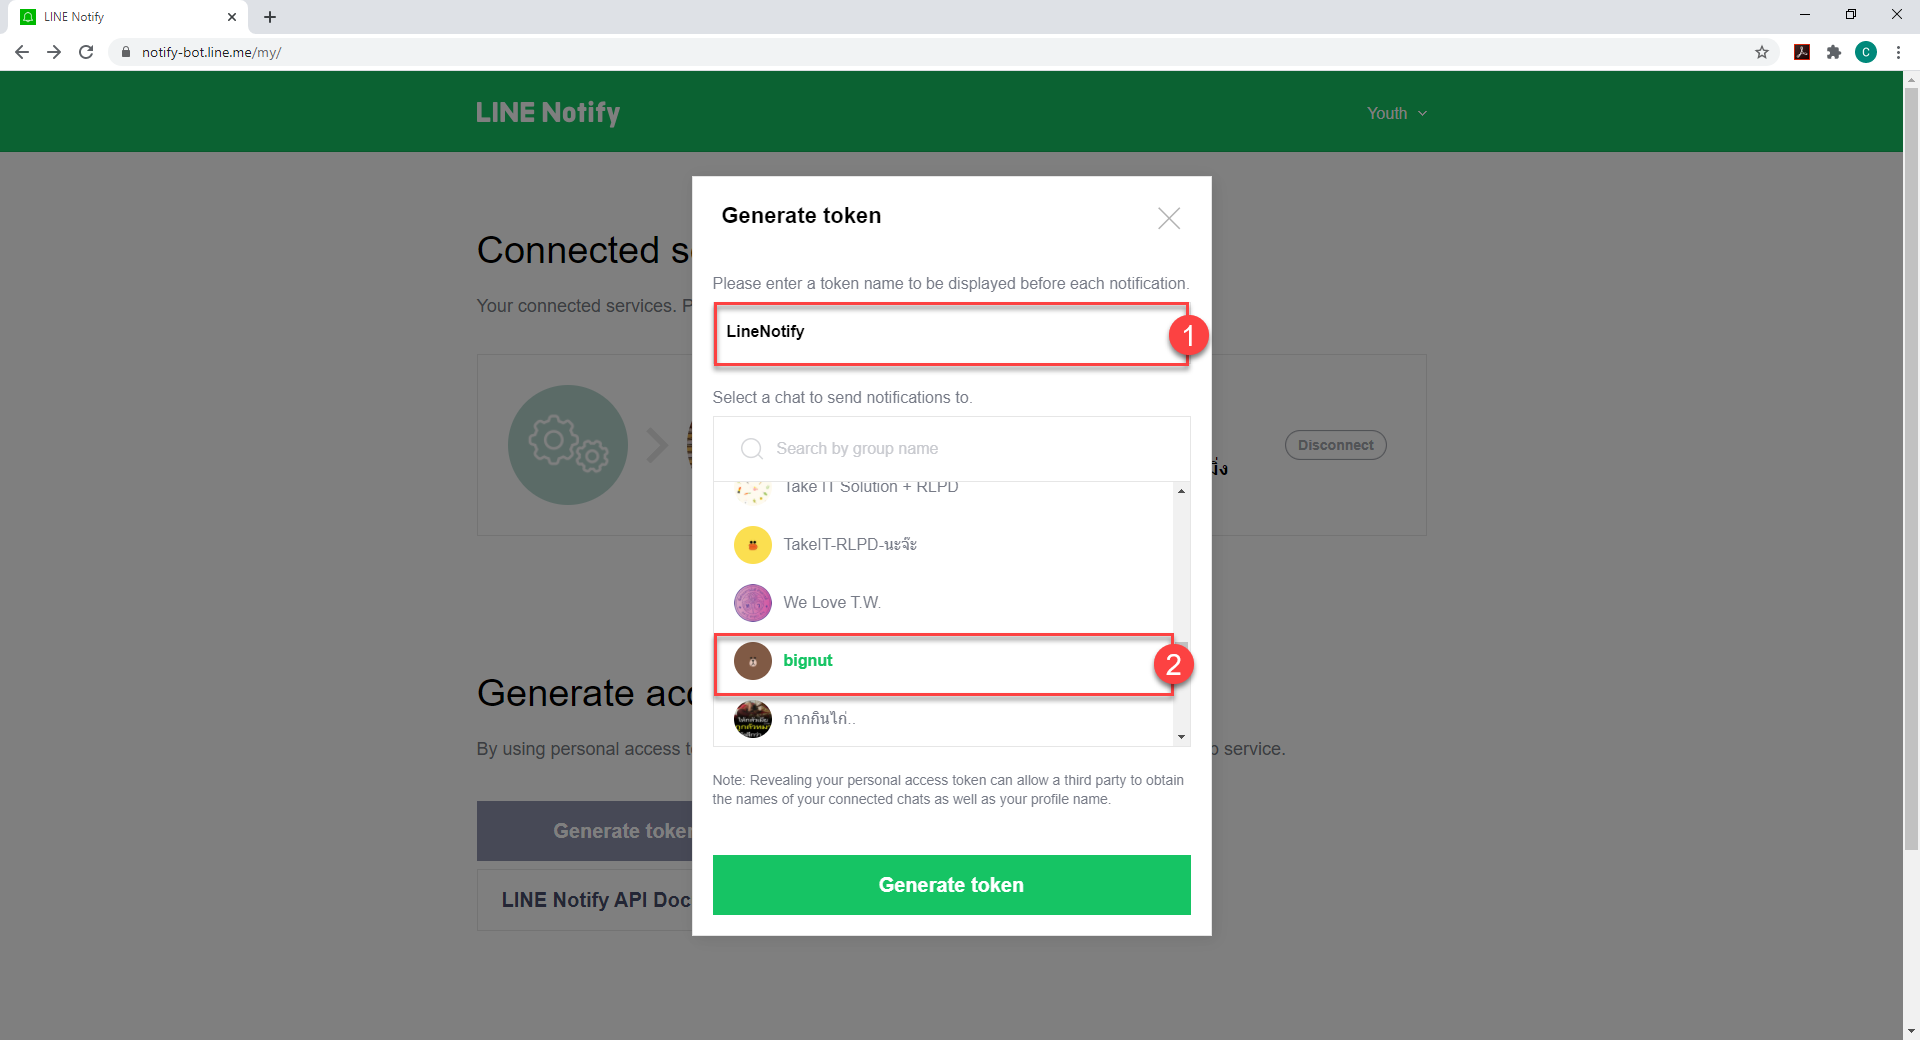 LINE Notify
notify-bot.line.me/my/
C
LINE Notify
Youth
Generate token
Connected s
Please enter a token name to be displayed before each notification.
Your connected services. P
LineNotify
1
Select a chat to send notifications to.
Search by group name
Disconnect
Take IT Solution + RLPD
TakeIT-RLPD-นะจ๊ะ
We Love T.W.
bignut
2
Generate acc
กากกินไก่..
By using personal access t
service.
Note: Revealing your personal access token can allow a third party to obtain
the names of your connected chats as well as your profile name.
Generate token
Generate token
LINE Notify API Doc